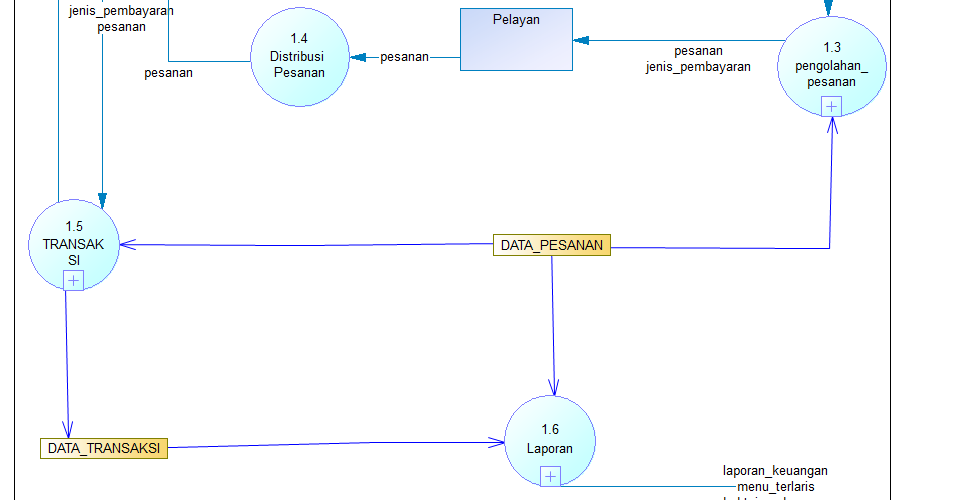 jenis_pembayaran
pesanan
pesanan
1.4
Distribusi
Pesanan
pesanan
Pelayan
pesanan
jenis_pembayaran
1.3
pengolahan_
pesanan
1.5
TRANSAK
SI
DATA_PESANAN
DATA_TRANSAKSI
1.6
Laporan
laporan_keuangan
menu_terlaris